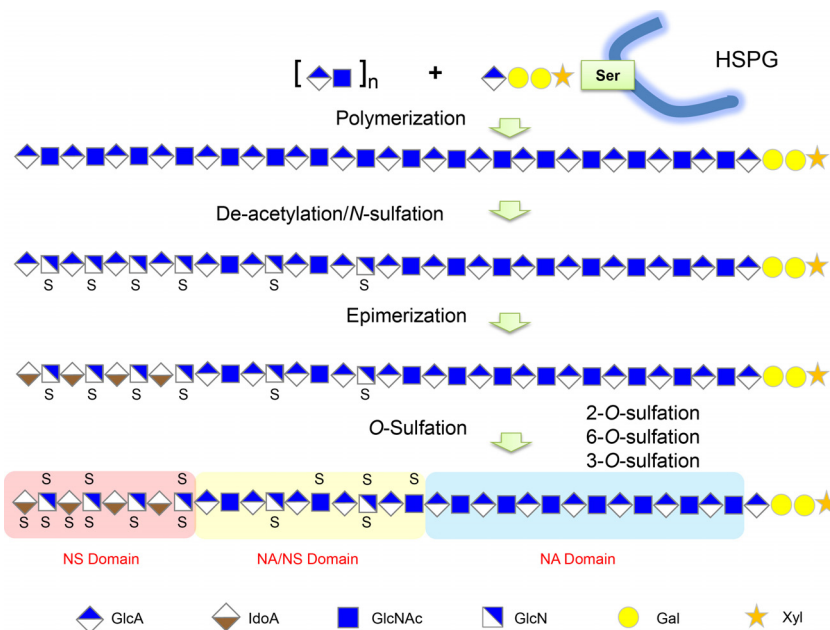 HSPG
[ ]n + Ser
Polymerization
De-acetylation/N-sulfation
S S S S S S
Epimerization
S S S S S S
O-Sulfation
2-O-sulfation
6-O-sulfation
3-O-sulfation
S S S S S S
S S S S S S S S
NS Domain NA/NS Domain NA Domain
GlcA IdoA GlcNAc GlcN Gal Xyl